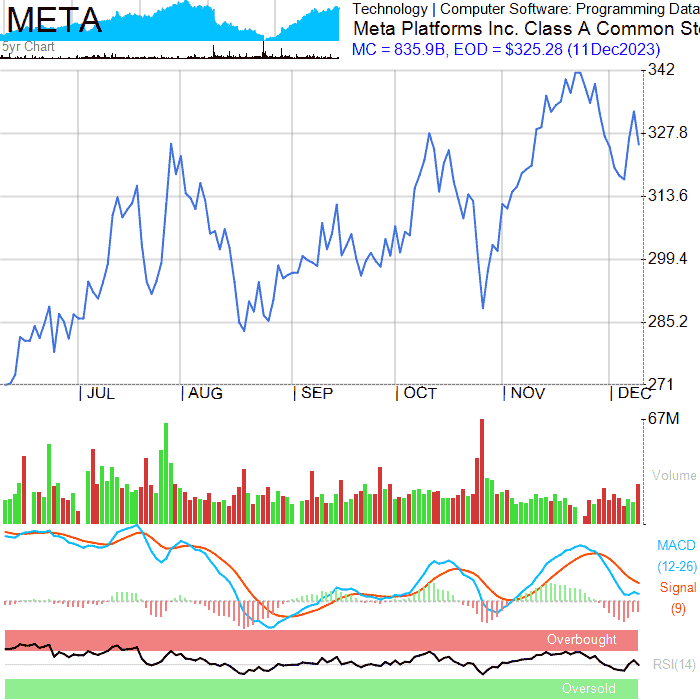 META
5yr Chart
Technology | Computer Software: Programming Data
Meta Platforms Inc. Class A Common Sto
MC = 835.9B, EOD = $325.28 (11Dec2023)
342
327.8
313.6
299.4
285.2
271
JUL AUG SEP OCT NOV DEC
67M
Volume
MACD
(12-26)
Signal
(9)
Overbought
RSI(14)
Oversold